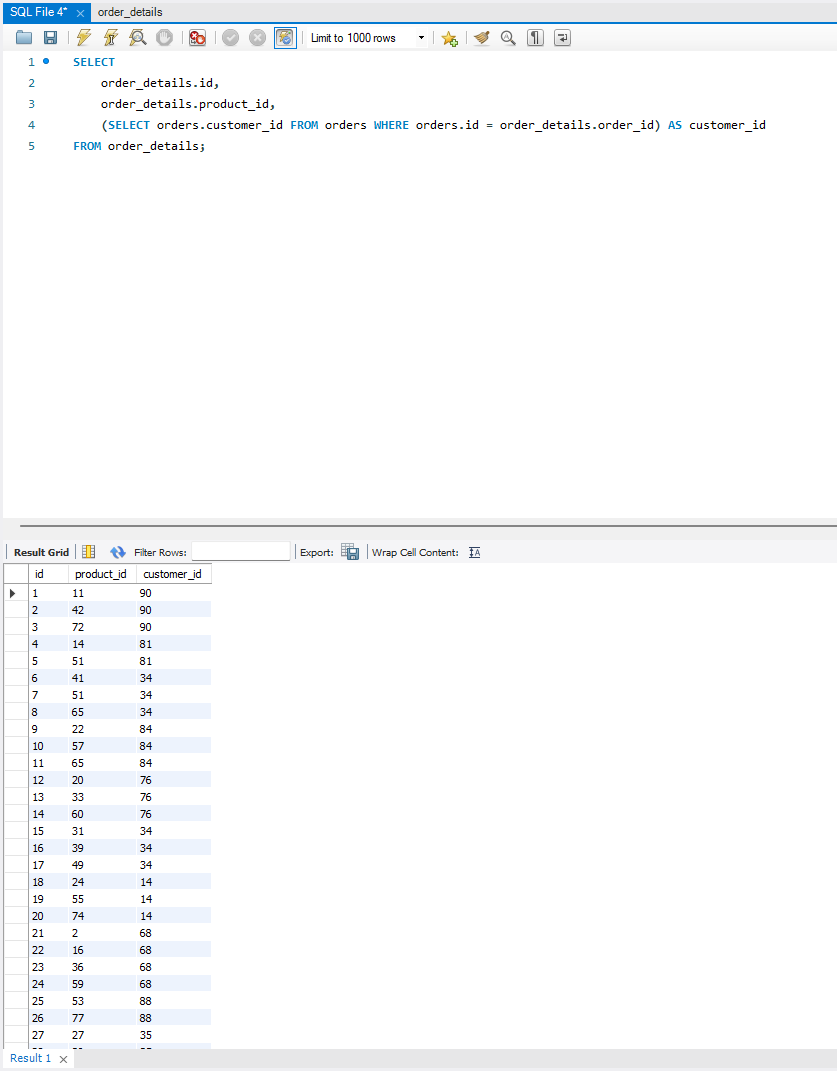 SQL File 4* order_details
Limit to 1000 rows
1 SELECT
2 order_details.id,
3 order_details.product_id,
4 (SELECT orders.customer_id FROM orders WHERE orders.id = order_details.order_id) AS customer_id
5 FROM order_details;
Result Grid Filter Rows: Export: Wrap Cell Content:
id product_id customer_id
1 11 90
2 42 90
3 72 90
4 14 81
5 51 81
6 41 34
7 51 34
8 65 34
9 22 84
10 57 84
11 65 84
12 20 76
13 33 76
14 60 76
15 31 34
16 39 34
17 49 34
18 24 14
19 55 14
20 74 14
21 2 68
22 16 68
23 36 68
24 59 68
25 53 88
26 77 88
27 27 35
Result 1